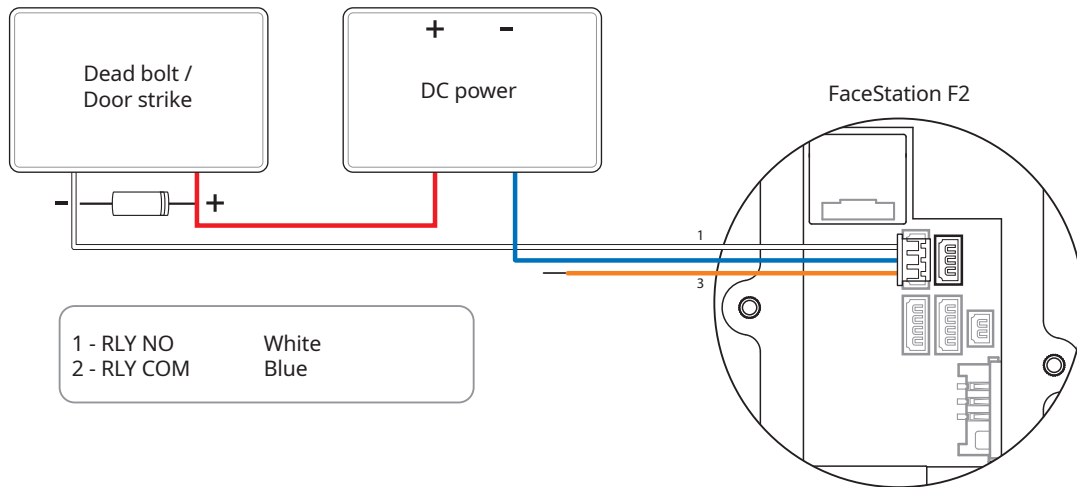 Dead bolt /
Door strike
+ -
DC power
FaceStation F2
- +
1
3
1 - RLY NO White
2 - RLY COM Blue